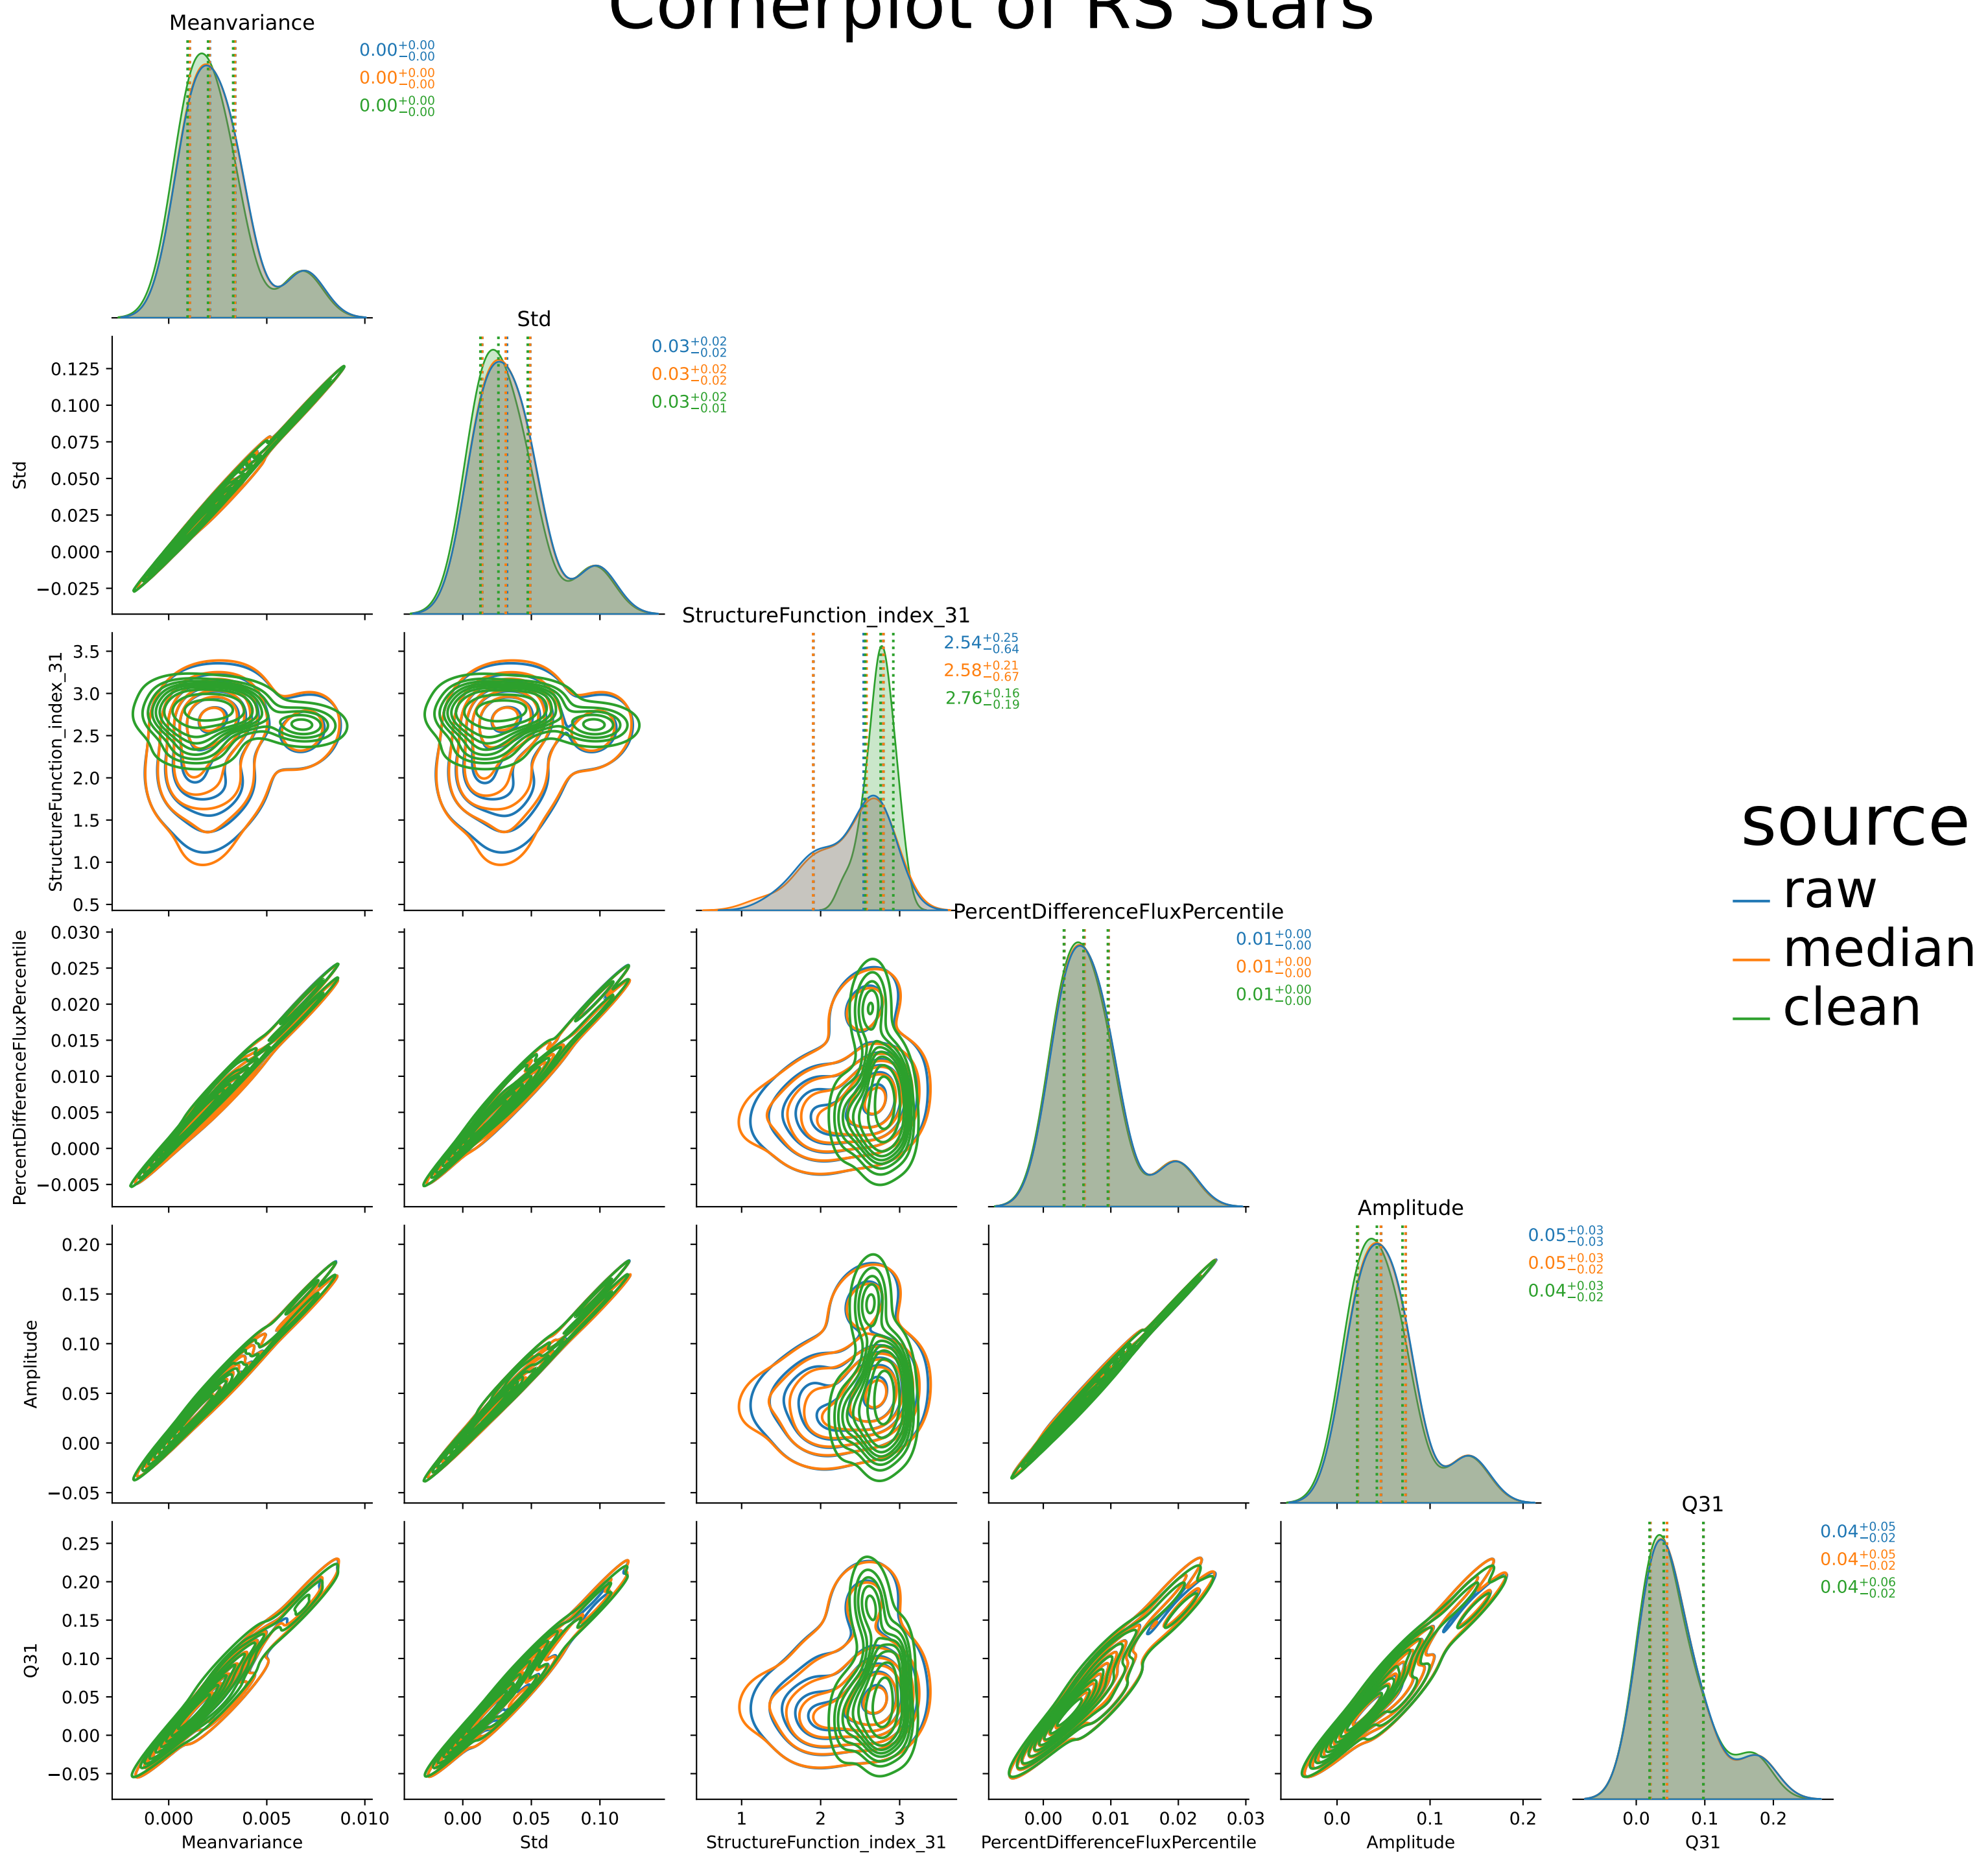 Cornerplot of RS Stars
Meanvariance
0.00+0.00−0.00
0.00+0.00−0.00
0.00+0.00−0.00
Std
0.03+0.02−0.02
0.03+0.02−0.02
0.03+0.02−0.01
0.125
0.100
0.075
0.050
0.025
0.000
−0.025
Std
StructureFunction_index_31
2.54+0.25−0.64
2.58+0.21−0.67
2.76+0.16−0.19
3.5
3.0
2.5
2.0
1.5
1.0
0.5
StructureFunction_index_31
source
raw
median
clean
PercentDifferenceFluxPercentile
0.01+0.00−0.00
0.01+0.00−0.00
0.01+0.00−0.00
0.030
0.025
0.020
0.015
0.010
0.005
0.000
−0.005
PercentDifferenceFluxPercentile
Amplitude
0.05+0.03−0.03
0.05+0.03−0.02
0.04+0.03−0.02
0.20
0.15
0.10
0.05
0.00
−0.05
Amplitude
Q31
0.04+0.05−0.02
0.04+0.05−0.02
0.04+0.06−0.02
0.25
0.20
0.15
0.10
0.05
0.00
−0.05
Q31
0.000 0.005 0.010
Meanvariance
0.00 0.05 0.10
Std
1 2 3
StructureFunction_index_31
0.00 0.01 0.02 0.03
PercentDifferenceFluxPercentile
0.0 0.1 0.2
Amplitude
0.0 0.1 0.2
Q31